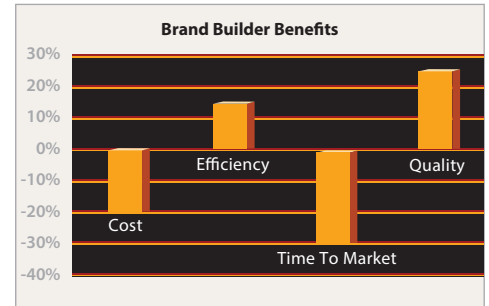 Brand Builder Benefits
30%
20%
10%
0%
-10%
-20%
-30%
-40%
Efficiency
Quality
Cost
Time To Market